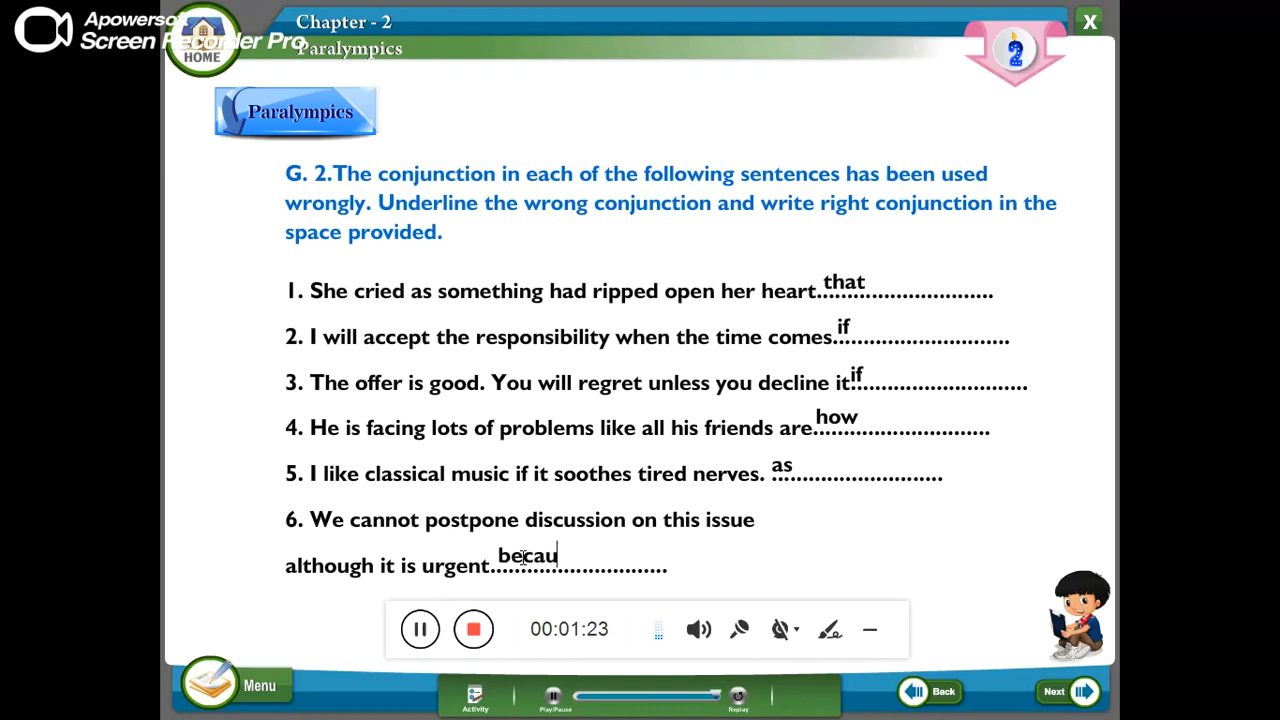 Apowersoft
Screen Recorder Pro
HOME
Chapter - 2
Paralympics
X
2
Paralympics
G. 2.The conjunction in each of the following sentences has been used
wrongly. Underline the wrong conjunction and write right conjunction in the
space provided.
1. She cried as something had ripped open her heart.............................. that
2. I will accept the responsibility when the time comes.............................. if
3. The offer is good. You will regret unless you decline it.............................. if
4. He is facing lots of problems like all his friends are.............................. how
5. I like classical music if it soothes tired nerves. ............................ as
6. We cannot postpone discussion on this issue
although it is urgent.............................. becau
00:01:23
Menu
Activity
Play/Pause
Replay
Back
Next